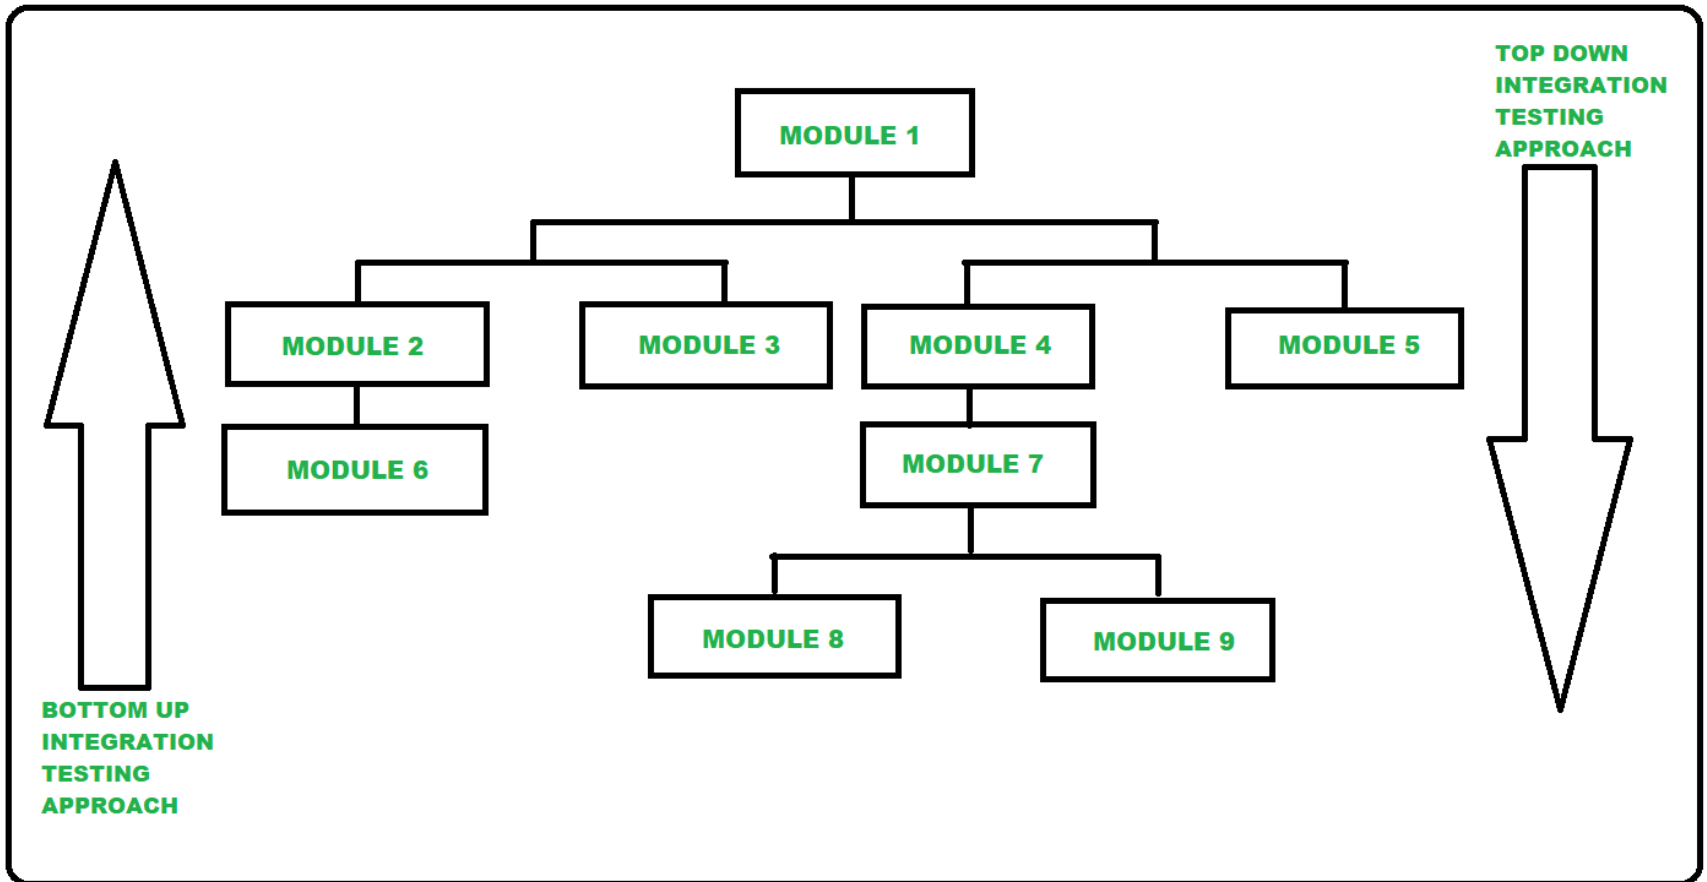 TOP DOWN
INTEGRATION
TESTING
APPROACH
MODULE 1
MODULE 2
MODULE 3
MODULE 4
MODULE 5
MODULE 6
MODULE 7
MODULE 8
MODULE 9
BOTTOM UP
INTEGRATION
TESTING
APPROACH